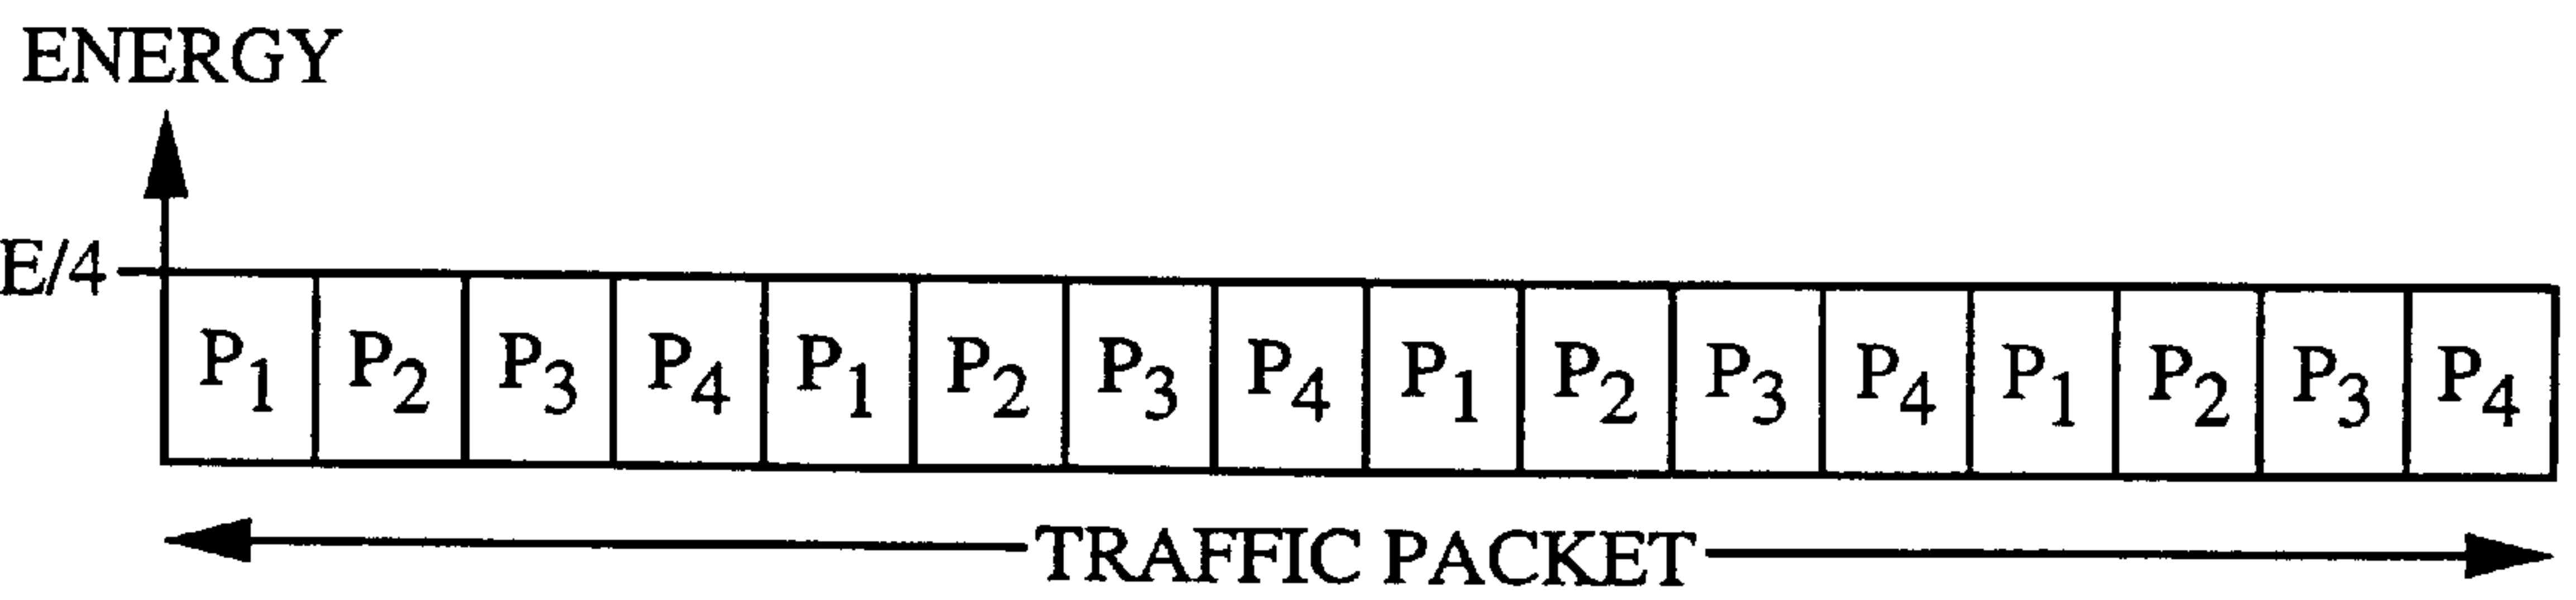 ENERGY
E/4
P1 P2 P3 P4 P1 P2 P3 P4 P1 P2 P3 P4 P1 P2 P3 P4
TRAFFIC PACKET